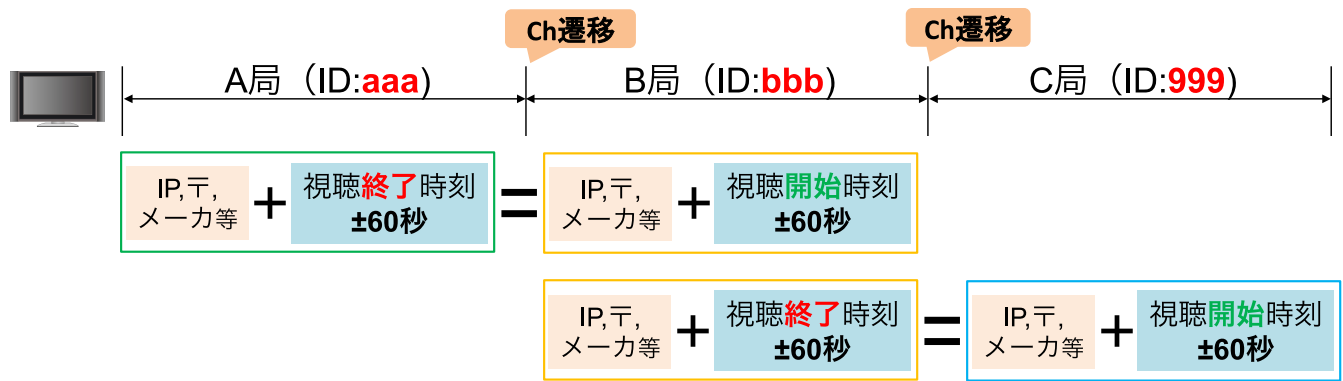 Ch遷移
Ch遷移
A局（ID:aaa)
B局（ID:bbb)
C局（ID:999)
IP,〒,
メーカ等
+
視聴終了時刻
±60秒
=
IP,〒,
メーカ等
+
視聴開始時刻
±60秒
IP,〒,
メーカ等
+
視聴終了時刻
±60秒
=
IP,〒,
メーカ等
+
視聴開始時刻
±60秒